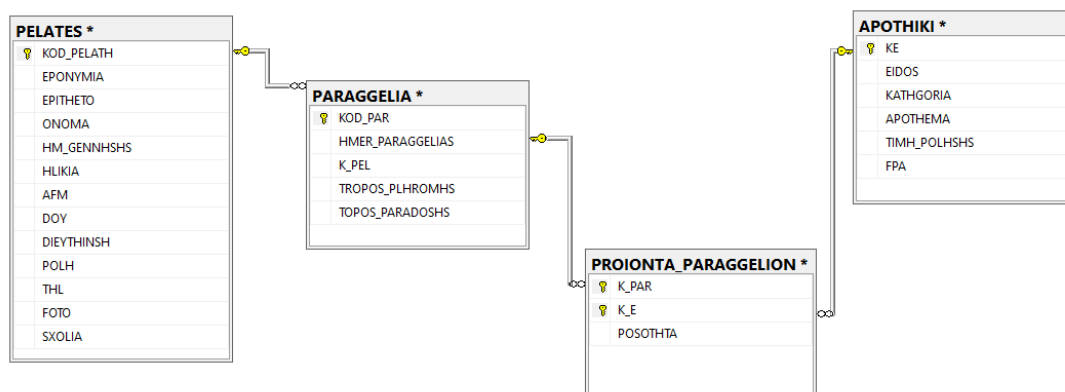 PELATES *
KOD_PELATH
EPONYMIA
EPITHETO
ONOMA
HM_GENNHSHS
HLIKIA
AFM
DOY
DIEYTHINSH
POLH
THL
FOTO
SXOLIA
PARAGGELIA *
KOD_PAR
HMER_PARAGGELIAS
K_PEL
TROPOS_PLHROMHS
TOPOS_PARADOSHS
PROIONTA_PARAGGELION *
K_PAR
K_E
POSOTHTA
APOTHIKI *
KE
EIDOS
KATHGORIA
APOTHEMA
TIMH_POLHSHS
FPA